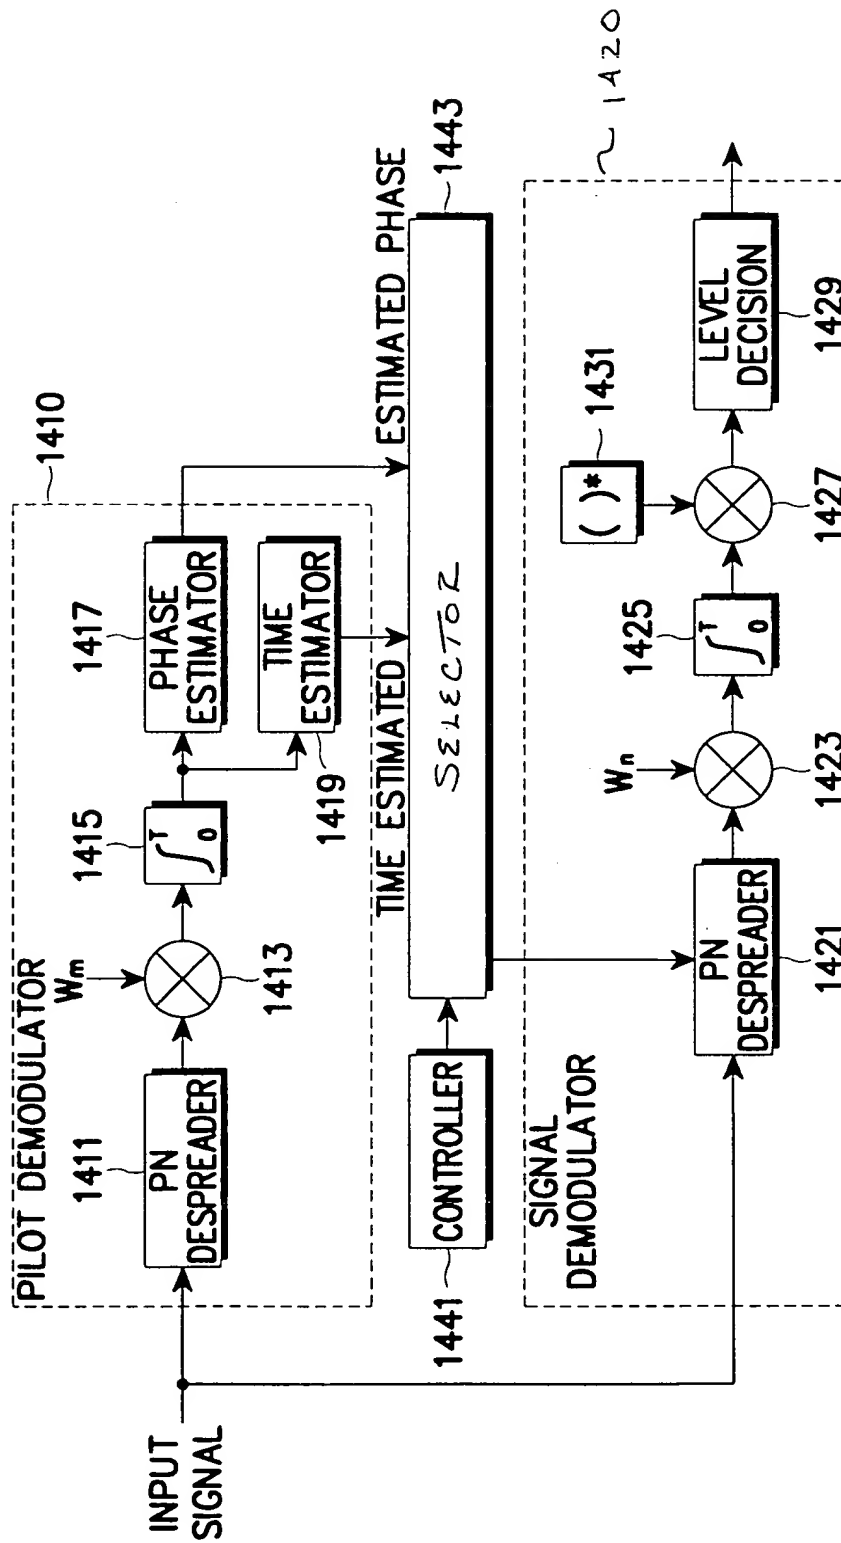 PILOT DEMODULATOR
1410
INPUT
SIGNAL
1411
PN
DESPREADER
Wm
1413
1415
∫ T 0
1417
PHASE
ESTIMATOR
TIME
ESTIMATOR
1419
TIME ESTIMATED
ESTIMATED PHASE
1441
CONTROLLER
SELECTOR
1443
SIGNAL
DEMODULATOR
1420
PN
DESPREADER
1421
Wn
1423
1425
∫ T 0
( )*
1431
1427
LEVEL
DECISION
1429